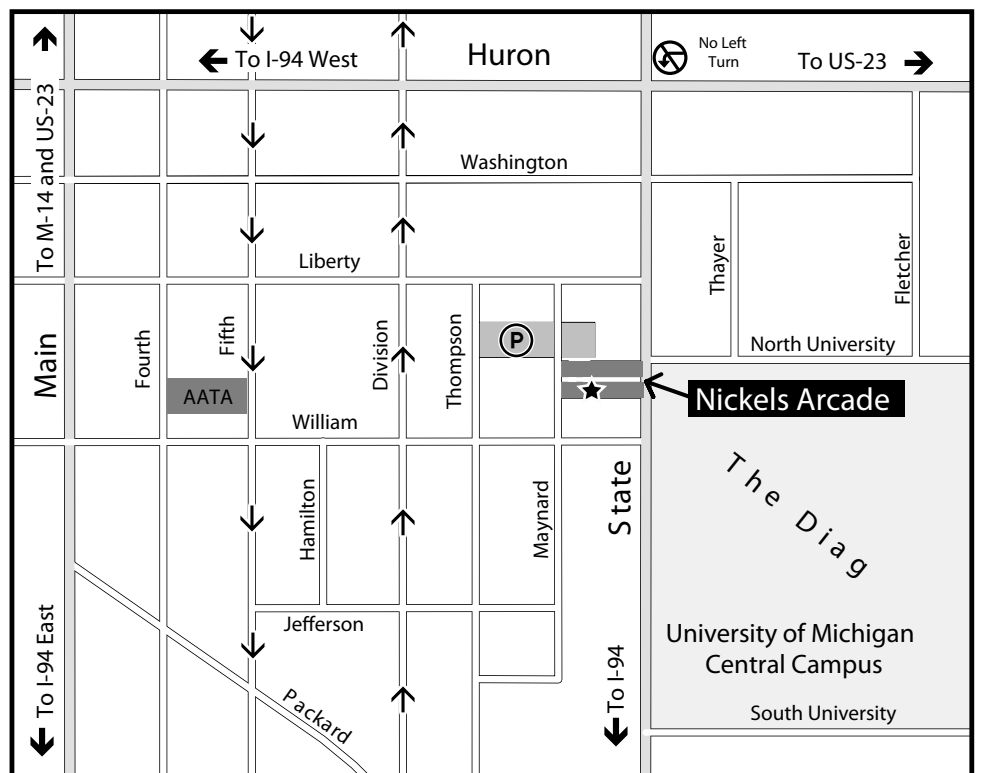 To I-94 West
Huron
No Left
Turn
To US-23
To M-14 and US-23
Washington
Liberty
Thayer
Fletcher
Main
Fourth
Fifth
Division
Thompson
P
North University
AATA
Nickels Arcade
William
Hamilton
Maynard
State
The Diag
Jefferson
University of Michigan
Central Campus
To I-94 East
Packard
To I-94
South University